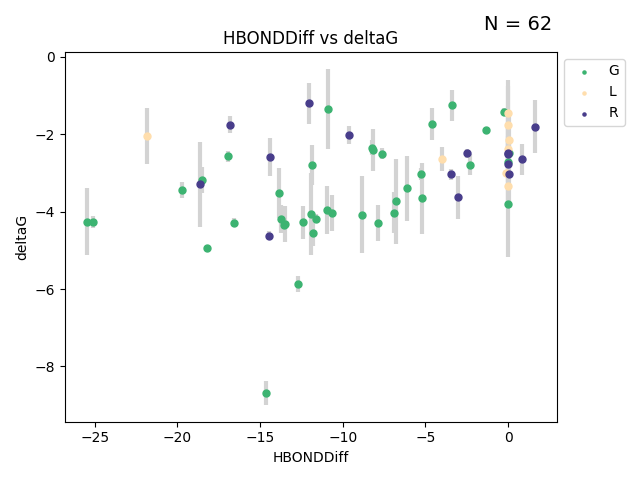 N = 62
HBONDDiff vs deltaG
G
L
R
0
−2
−4
−6
−8
deltaG
−25
−20
−15
−10
−5
0
HBONDDiff